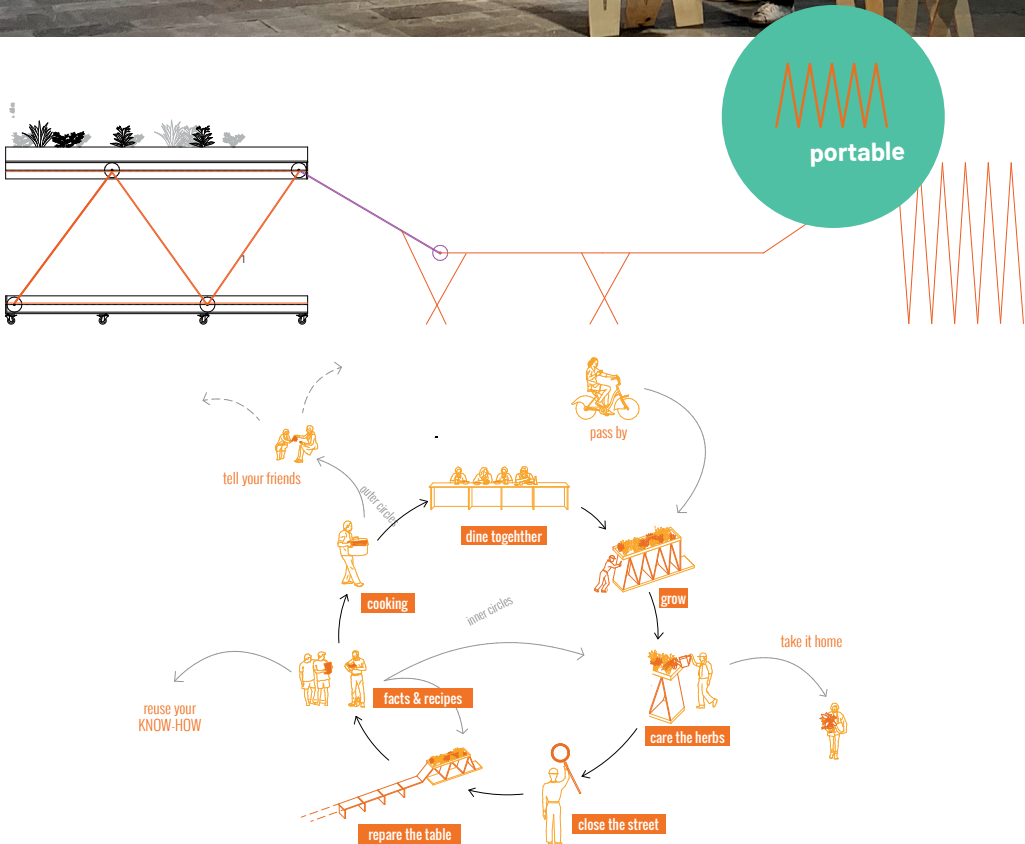 portable
pass by
tell your friends
outer circles
dine togehther
grow
cooking
inner circles
take it home
facts & recipes
reuse your
KNOW-HOW
care the herbs
close the street
repare the table